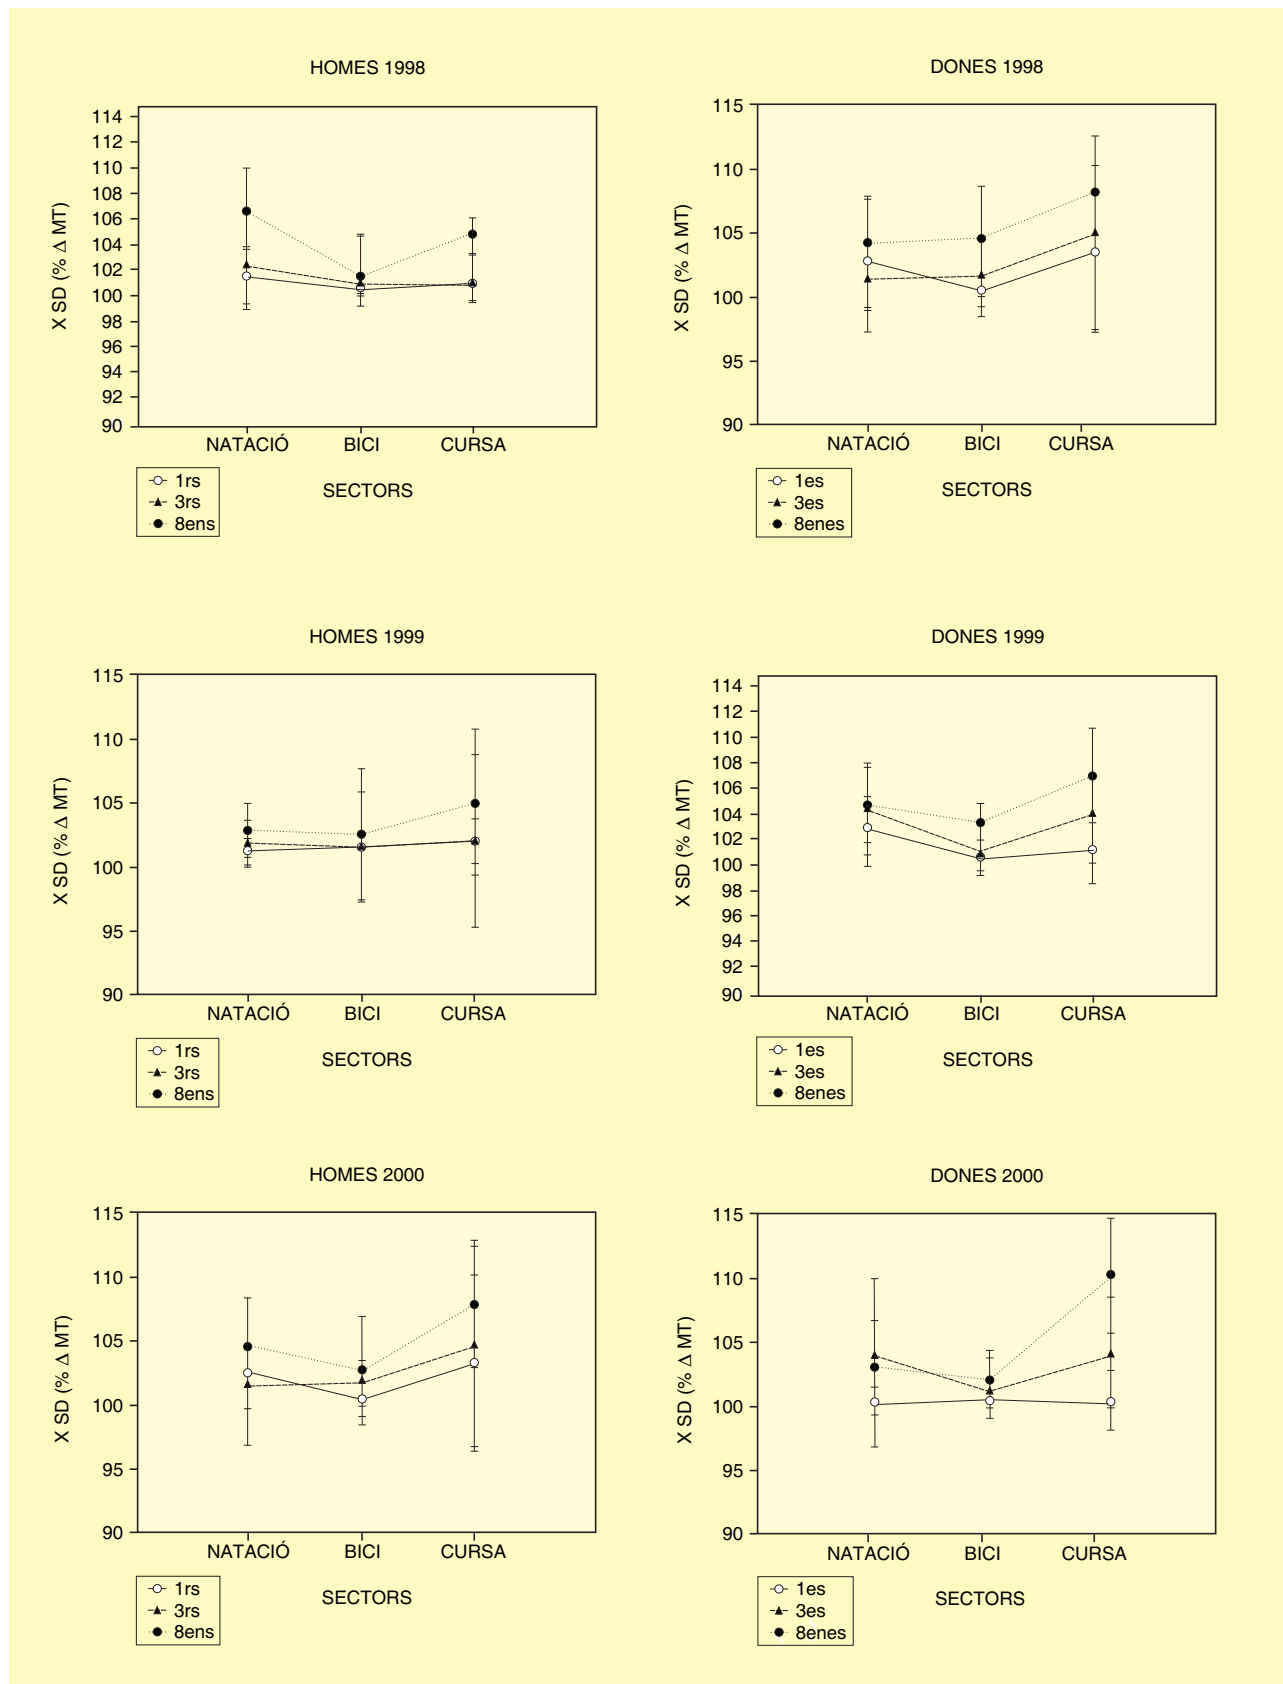 HOMES 1998
X SD (% Δ MT)
114
112
110
108
106
104
102
100
98
96
94
92
90
NATACIÓ BICI CURSA
SECTORS
1rs
3rs
8ens
DONES 1998
X SD (% Δ MT)
115
110
105
100
95
90
NATACIÓ BICI CURSA
SECTORS
1es
3es
8enes
HOMES 1999
X SD (% Δ MT)
115
110
105
100
95
90
NATACIÓ BICI CURSA
SECTORS
1rs
3rs
8ens
DONES 1999
X SD (% Δ MT)
114
112
110
108
106
104
102
100
98
96
94
92
90
NATACIÓ BICI CURSA
SECTORS
1es
3es
8enes
HOMES 2000
X SD (% Δ MT)
115
110
105
100
95
90
NATACIÓ BICI CURSA
SECTORS
1rs
3rs
8ens
DONES 2000
X SD (% Δ MT)
115
110
105
100
95
90
NATACIÓ BICI CURSA
SECTORS
1es
3es
8enes